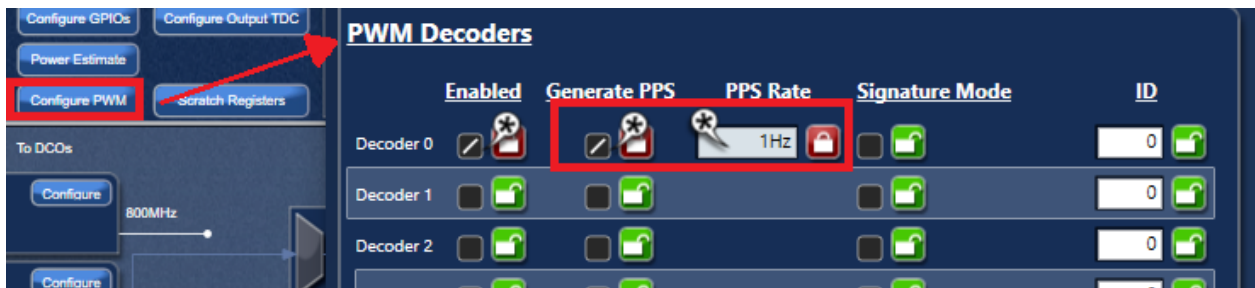 Configure GPIOs
Configure Output TDC
Power Estimate
Configure PWM
Scratch Registers
To DCOs
Configure
800MHz
Configure
PWM Decoders
Enabled Generate PPS PPS Rate Signature Mode ID
Decoder 0 1Hz 0
Decoder 1 0
Decoder 2 0